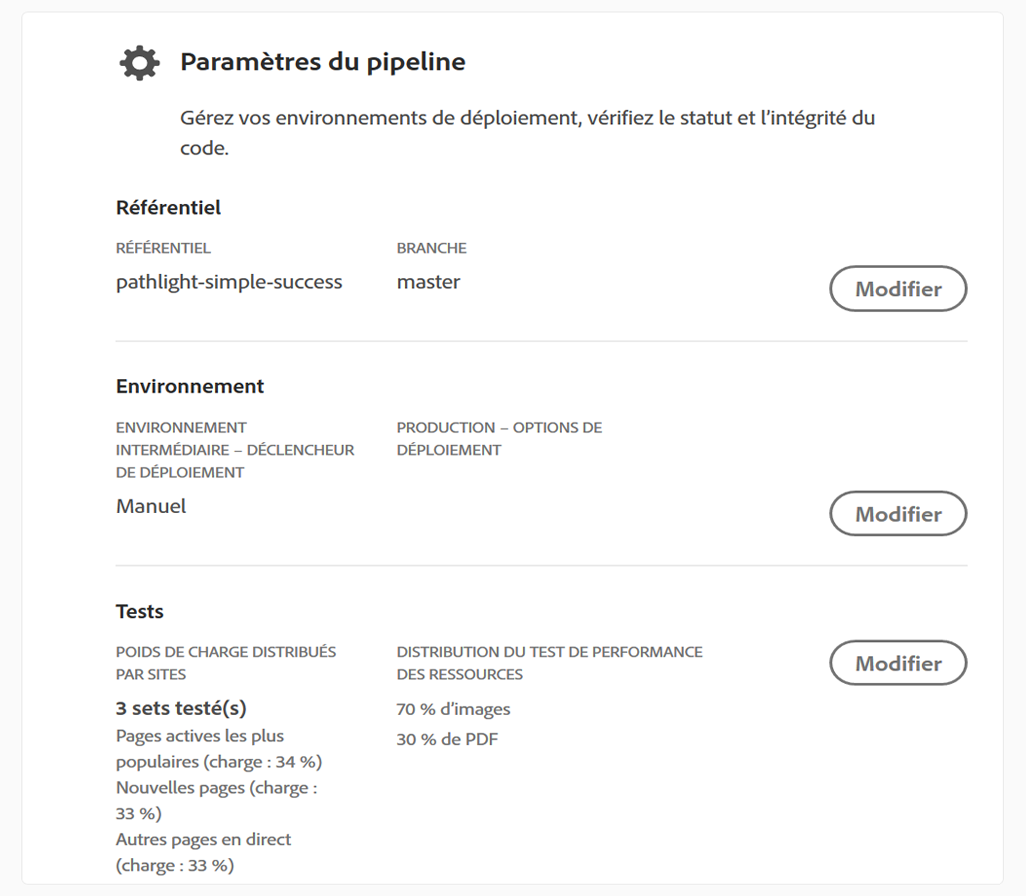 Paramètres du pipeline
Gérez vos environnements de déploiement, vérifiez le statut et l’intégrité du
code.
Référentiel
RÉFÉRENTIEL
pathlight-simple-success
BRANCHE
master
Modifier
Environnement
ENVIRONNEMENT
INTERMÉDIAIRE – DÉCLENCHEUR
DE DÉPLOIEMENT
Manuel
PRODUCTION – OPTIONS DE
DÉPLOIEMENT
Modifier
Tests
POIDS DE CHARGE DISTRIBUÉS
PAR SITES
3 sets testé(s)
Pages actives les plus
populaires (charge : 34 %)
Nouvelles pages (charge :
33 %)
Autres pages en direct
(charge : 33 %)
DISTRIBUTION DU TEST DE PERFORMANCE
DES RESSOURCES
70 % d’images
30 % de PDF
Modifier